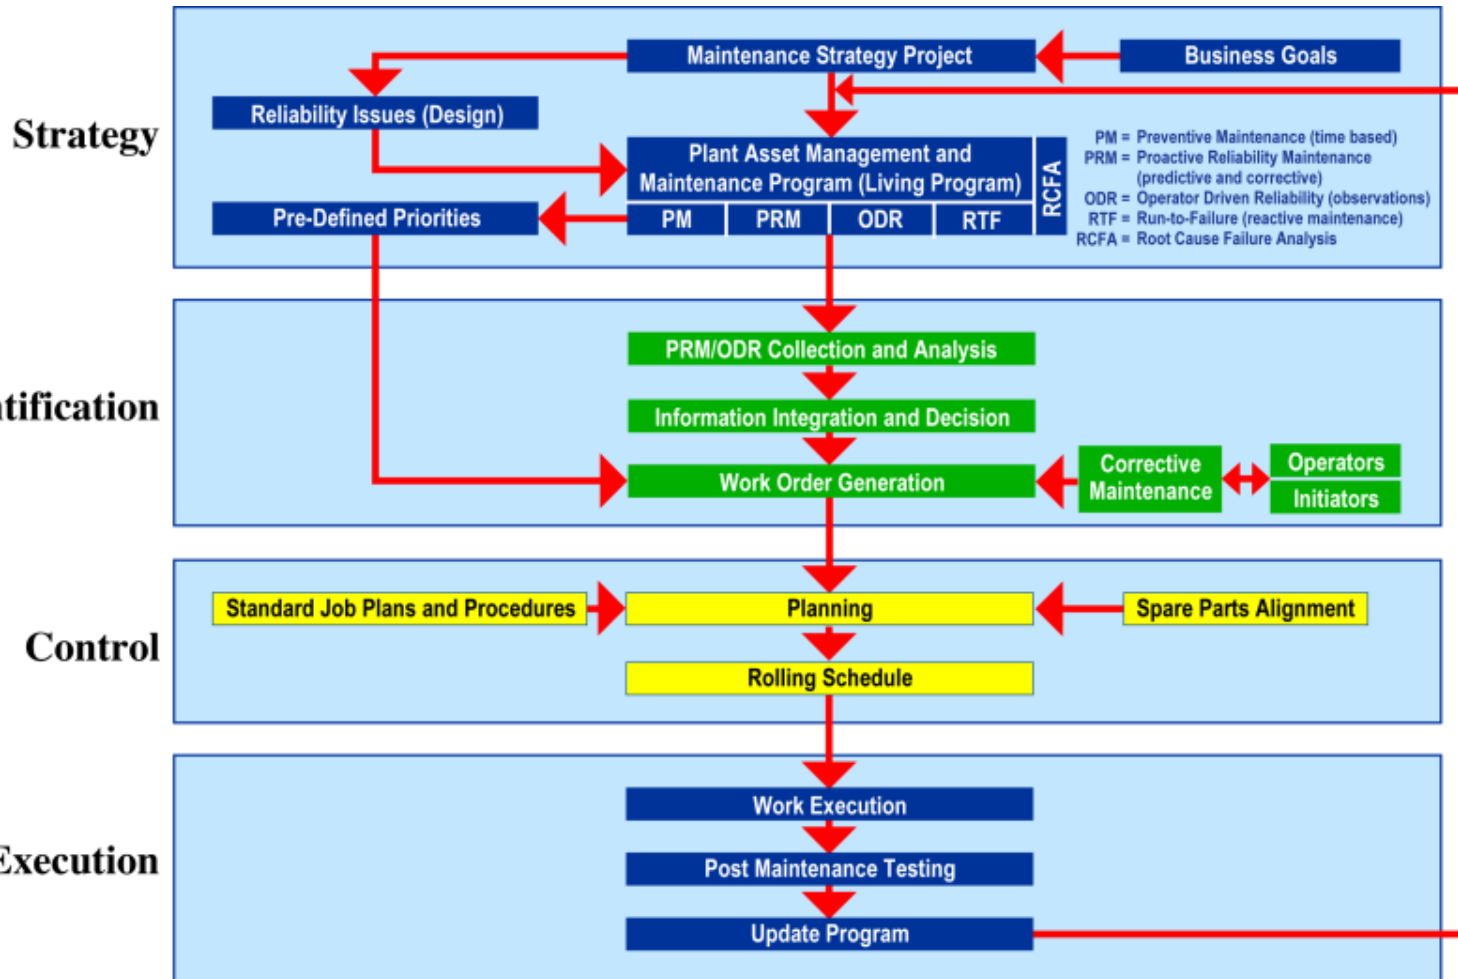 Strategy
Maintenance Strategy Project
Business Goals
Reliability Issues (Design)
Plant Asset Management and
Maintenance Program (Living Program)
RCFA
PM
PRM
ODR
RTF
Pre-Defined Priorities
PM = Preventive Maintenance (time based)
PRM = Proactive Reliability Maintenance
(predictive and corrective)
ODR = Operator Driven Reliability (observations)
RTF = Run-to-Failure (reactive maintenance)
RCFA = Root Cause Failure Analysis
ntification
PRM/ODR Collection and Analysis
Information Integration and Decision
Work Order Generation
Corrective
Maintenance
Operators
Initiators
Control
Standard Job Plans and Procedures
Planning
Spare Parts Alignment
Rolling Schedule
Execution
Work Execution
Post Maintenance Testing
Update Program